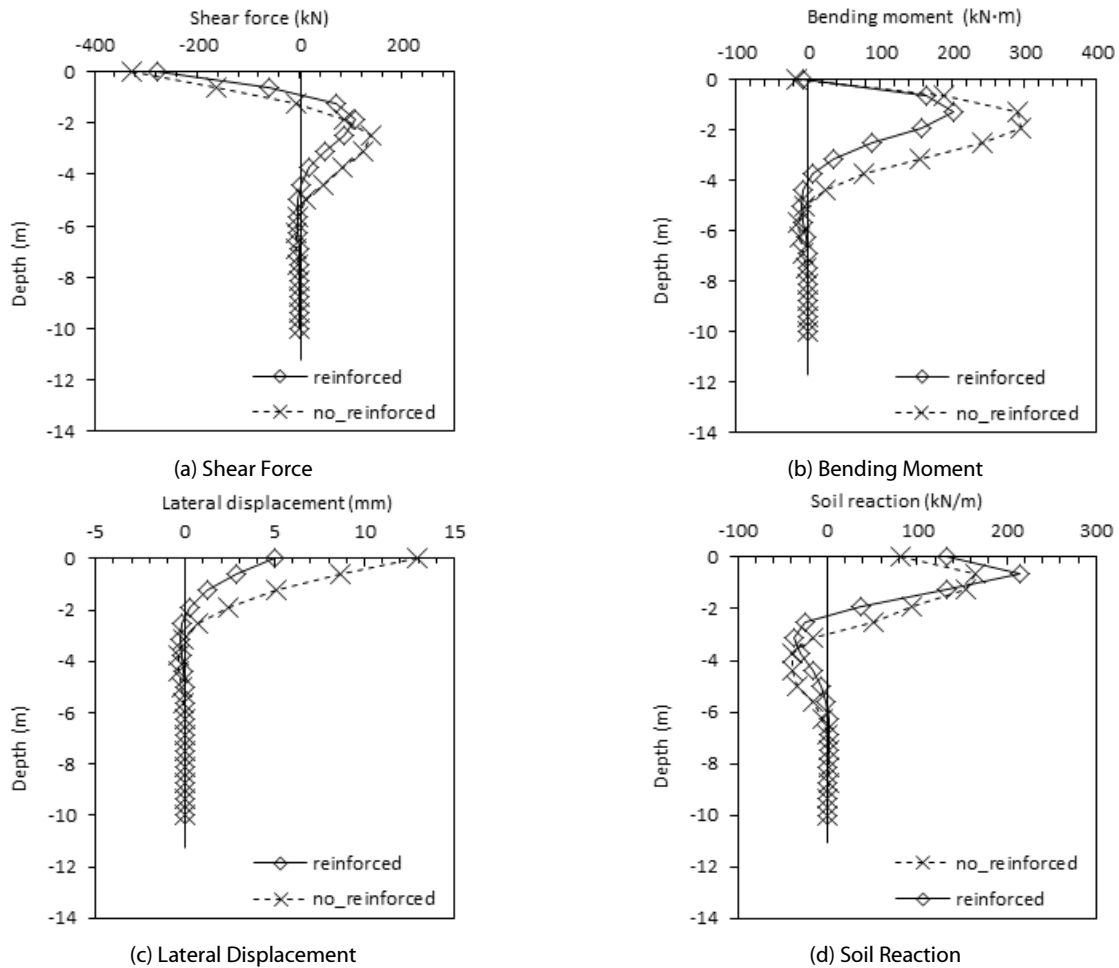 Shear force (kN)
-400 -200 0 200
0
-2
-4
-6
-8
-10
-12
-14
Depth (m)
reinforced
no_reinforced
(a) Shear Force
Bending moment (kN·m)
-100 0 100 200 300 400
0
-2
-4
-6
-8
-10
-12
-14
Depth (m)
reinforced
no_reinforced
(b) Bending Moment
Lateral displacement (mm)
-5 0 5 10 15
0
-2
-4
-6
-8
-10
-12
-14
Depth (m)
reinforced
no_reinforced
(c) Lateral Displacement
Soil reaction (kN/m)
-100 0 100 200 300
0
-2
-4
-6
-8
-10
-12
-14
Depth (m)
no_reinforced
reinforced
(d) Soil Reaction